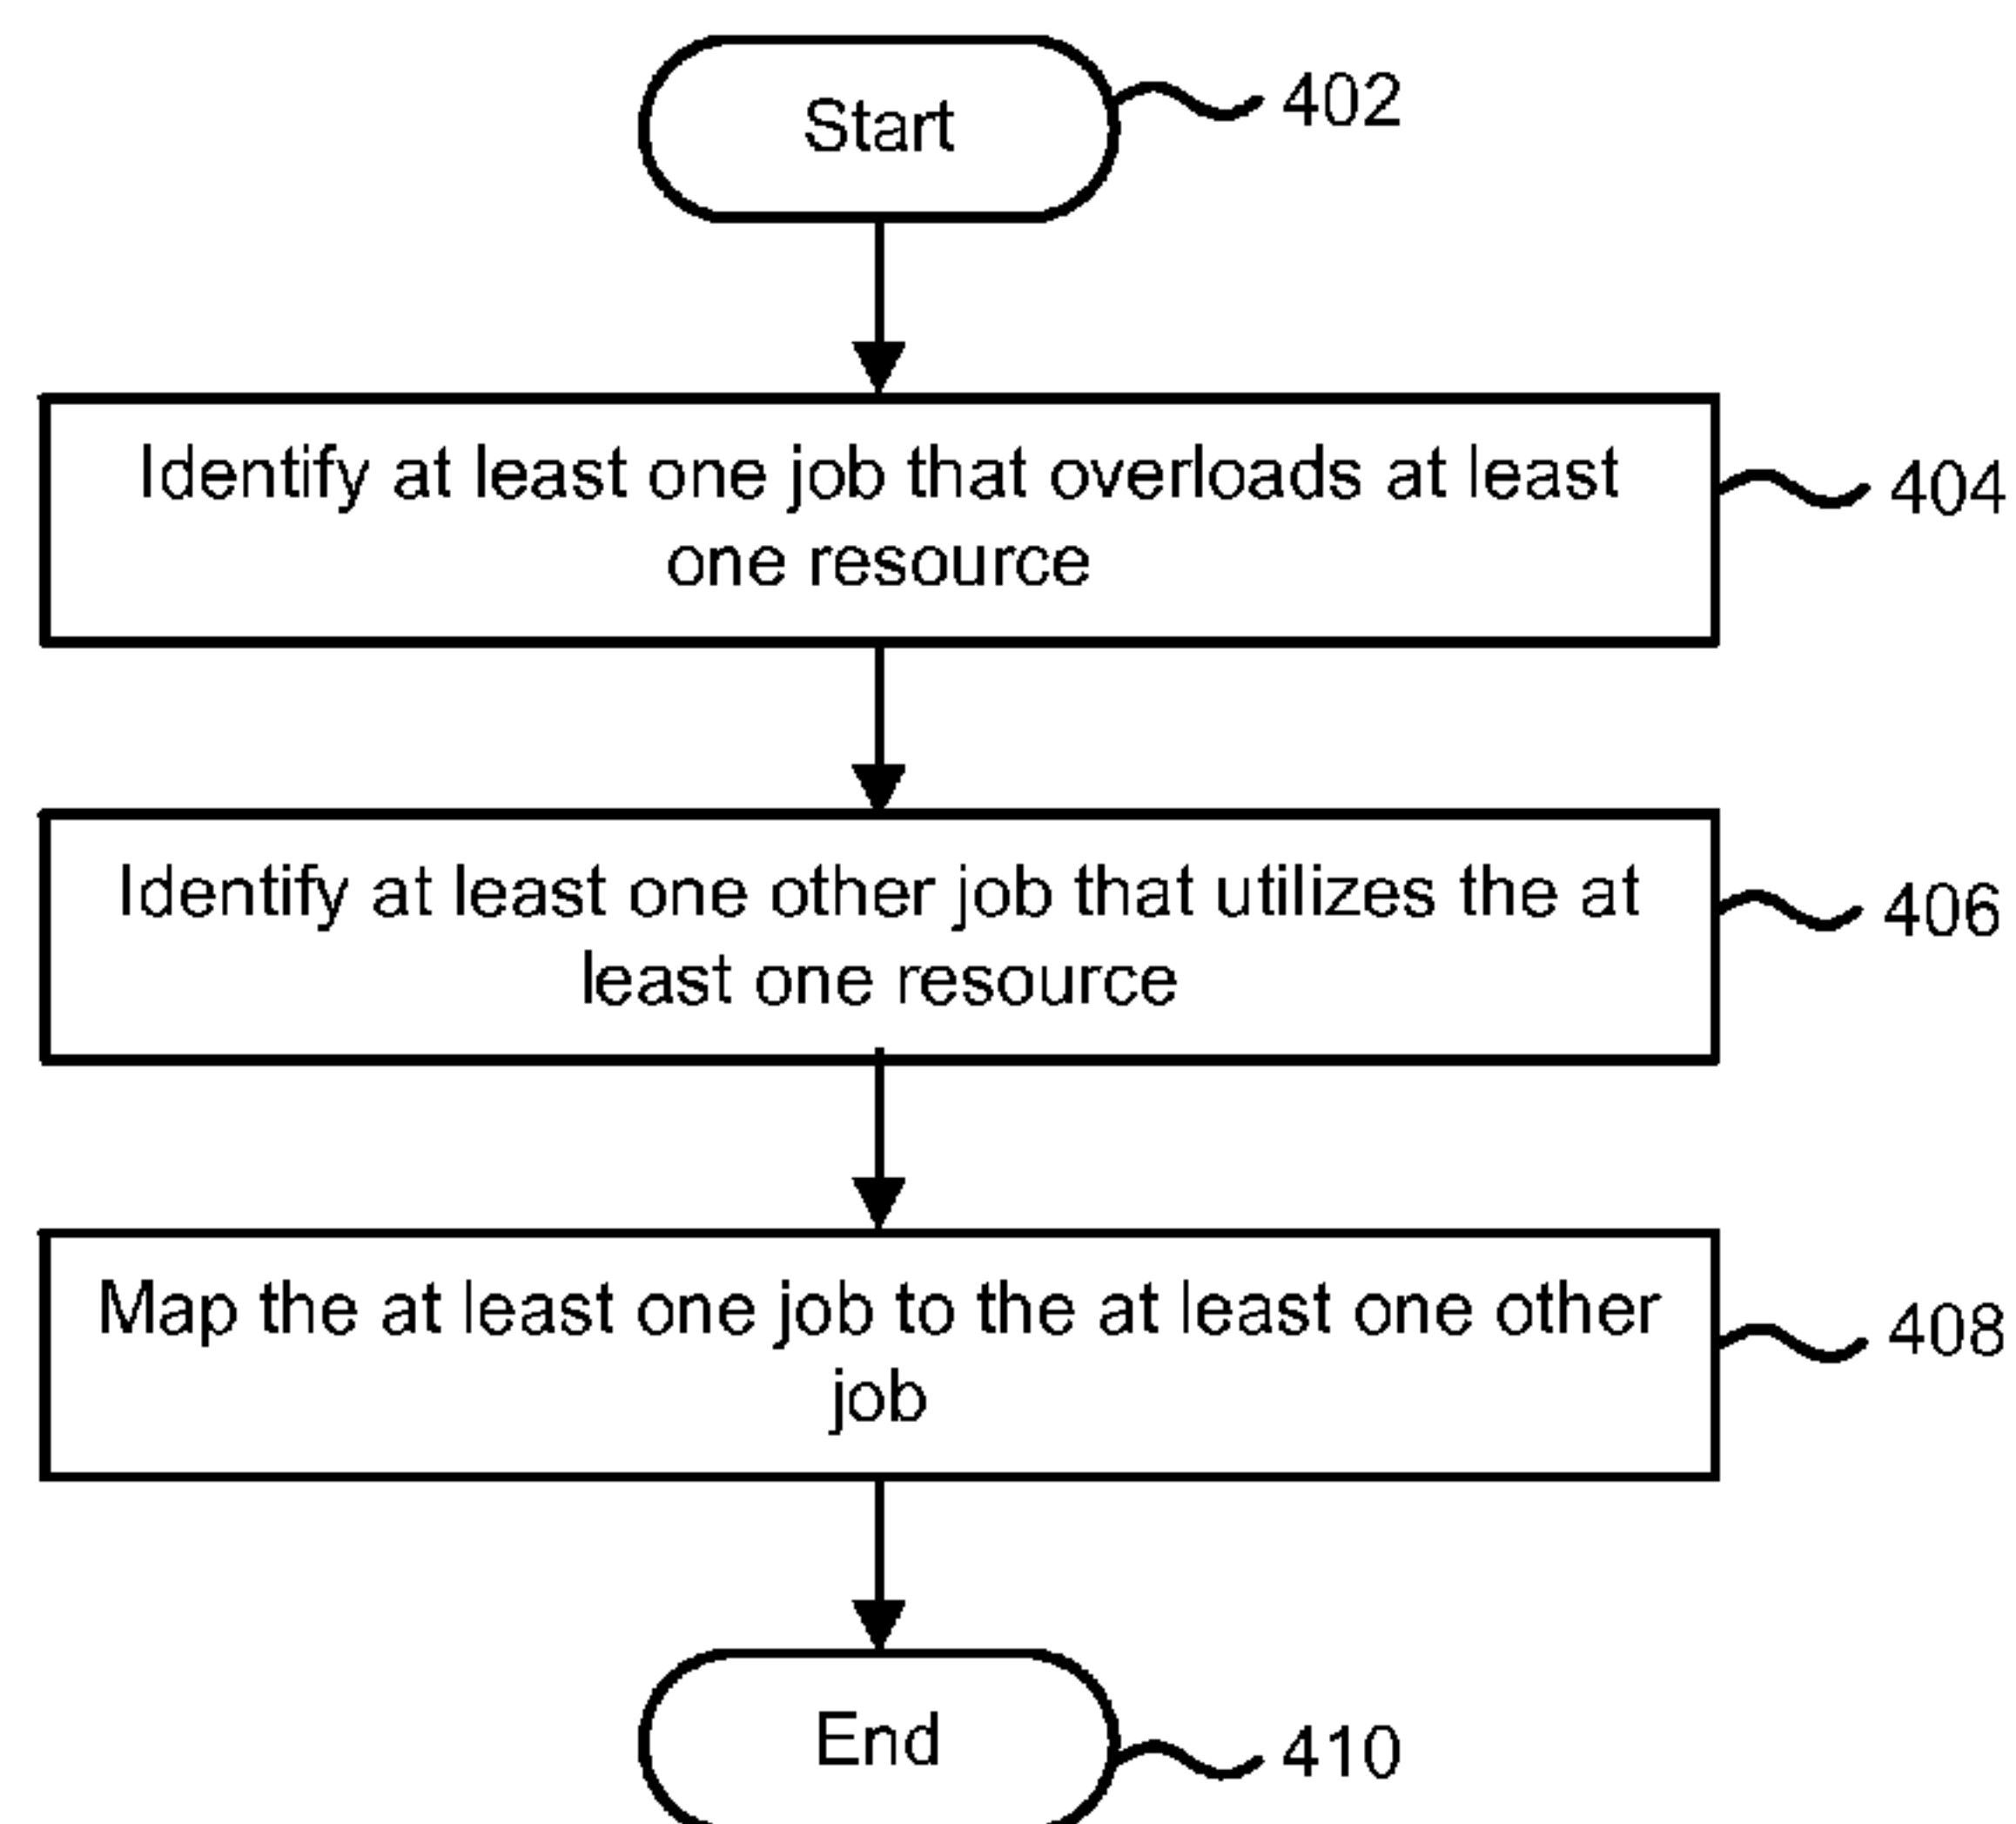 Start
402
Identify at least one job that overloads at least
one resource
404
Identify at least one other job that utilizes the at
least one resource
406
Map the at least one job to the at least one other
job
408
End
410